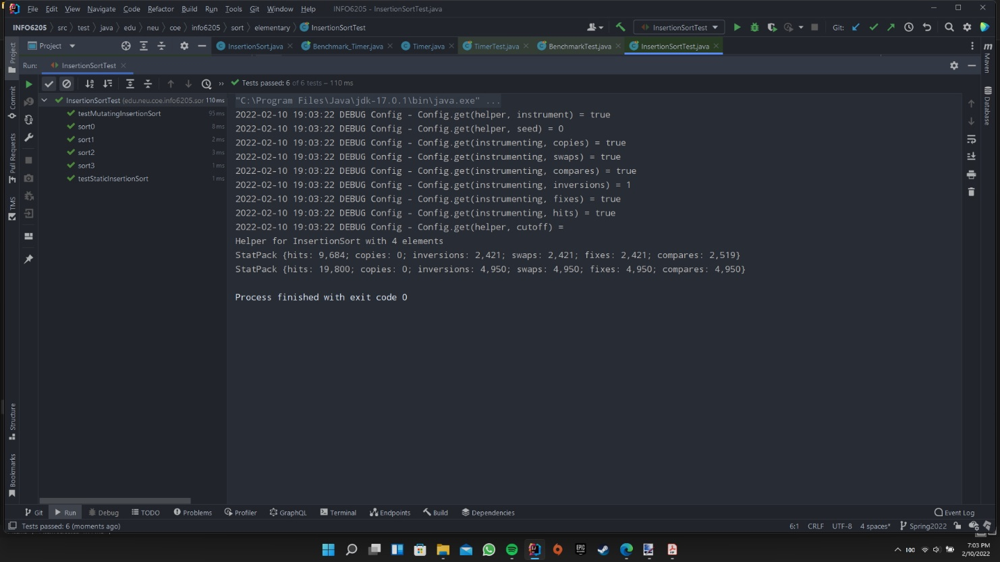 File Edit View Navigate Code Refactor Build Run Tools Git Window Help INFO6205 - InsertionSortTest.java
INFO6205 src test java edu neu coe info6205 sort elementary InsertionSortTest InsertionSortTest Git:
Project InsertionSort.java Benchmark_Timer.java Timer.java TimerTest.java BenchmarkTest.java InsertionSortTest.java
Run: InsertionSortTest
Tests passed: 6 of 6 tests – 110 ms
InsertionSortTest (edu.neu.coe.info6205.sor 110 ms
testMutatingInsertionSort 95 ms
sort0 8 ms
sort1 2 ms
sort2 3 ms
sort3 1 ms
testStaticInsertionSort 1 ms
"C:\Program Files\Java\jdk-17.0.1\bin\java.exe" ...
2022-02-10 19:03:22 DEBUG Config - Config.get(helper, instrument) = true
2022-02-10 19:03:22 DEBUG Config - Config.get(helper, seed) = 0
2022-02-10 19:03:22 DEBUG Config - Config.get(instrumenting, copies) = true
2022-02-10 19:03:22 DEBUG Config - Config.get(instrumenting, swaps) = true
2022-02-10 19:03:22 DEBUG Config - Config.get(instrumenting, compares) = true
2022-02-10 19:03:22 DEBUG Config - Config.get(instrumenting, inversions) = 1
2022-02-10 19:03:22 DEBUG Config - Config.get(instrumenting, fixes) = true
2022-02-10 19:03:22 DEBUG Config - Config.get(instrumenting, hits) = true
2022-02-10 19:03:22 DEBUG Config - Config.get(helper, cutoff) =
Helper for InsertionSort with 4 elements
StatPack {hits: 9,684; copies: 0; inversions: 2,421; swaps: 2,421; fixes: 2,421; compares: 2,519}
StatPack {hits: 19,800; copies: 0; inversions: 4,950; swaps: 4,950; fixes: 4,950; compares: 4,950}
Process finished with exit code 0
Project
Commit
Pull Requests
TMS
Structure
Bookmarks
Maven
Database
Git Run Debug TODO Problems Profiler GraphQL Terminal Endpoints Build Dependencies Event Log
Tests passed: 6 (moments ago) 6:1 CRLF UTF-8 4 spaces* Spring2022
EPIC GAMES
100
7:03 PM
2/10/2022